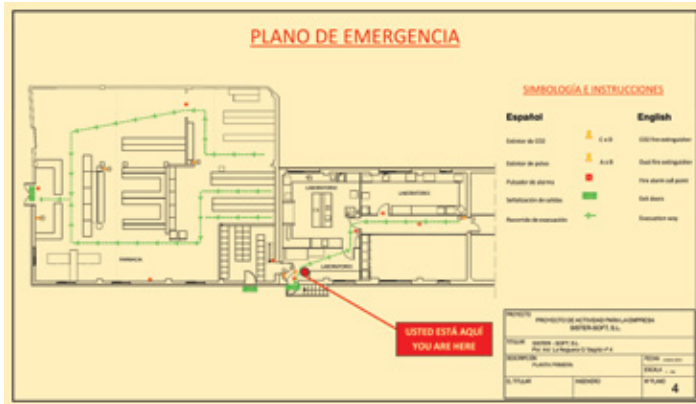 PLANO DE EMERGENCIA
SIMBOLOGÍA E INSTRUCCIONES
Español English
Extintor de CO2 C o D CO2 fire extinguisher
Extintor de polvo A o B Dust fire extinguisher
Pulsador de alarma Fire alarm call point
Señalización de salidas Exit doors
Recorrido de evacuación Evacuation way
LABORATORIO
LABORATORIO
FARMACIA
LABORATORIO
USTED ESTÁ AQUÍ
YOU ARE HERE
PROYECTO
PROYECTO DE ACTIVIDAD PARA LA EMPRESA
SISTER-SOFT, S.L.
TITULAR SISTER - SOFT, S.L.
DESCRIPCIÓN FECHA
PLANTA PRIMERA
ESCALA
EL TITULAR INGENIERO Nº PLANO
4